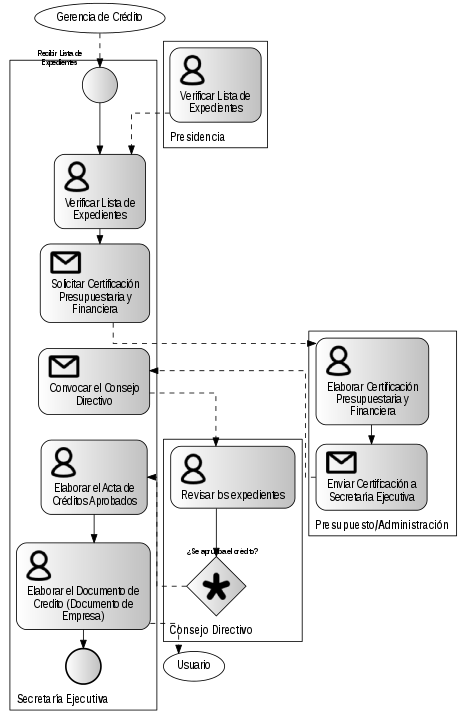 Gerencia de Crédito
Recibir Lista de
Expedientes
Verificar Lista de
Expedientes
Presidencia
Verificar Lista de
Expedientes
Solicitar Certificación
Presupuestaria y
Financiera
Convocar el Consejo
Directivo
Elaborar Certificación
Presupuestaria y
Financiera
Enviar Certificación a
Secretaría Ejecutiva
Presupuesto/Administración
Elaborar el Acta de
Créditos Aprobados
Revisar los expedientes
¿Se aprueba el crédito?
Consejo Directivo
Elaborar el Documento de
Credito (Documento de
Empresa)
Usuario
Secretaría Ejecutiva